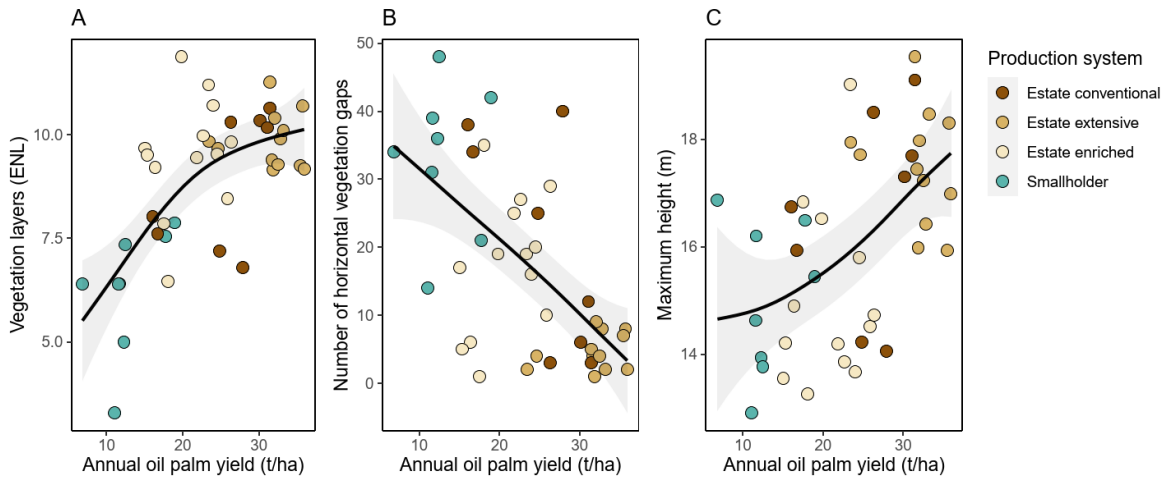 A
B
C
Vegetation layers (ENL)
10.0
7.5
5.0
10
20
30
Annual oil palm yield (t/ha)
Number of horizontal vegetation gaps
50
40
30
20
10
0
10
20
30
Annual oil palm yield (t/ha)
Maximum height (m)
18
16
14
10
20
30
Annual oil palm yield (t/ha)
Production system
Estate conventional
Estate extensive
Estate enriched
Smallholder